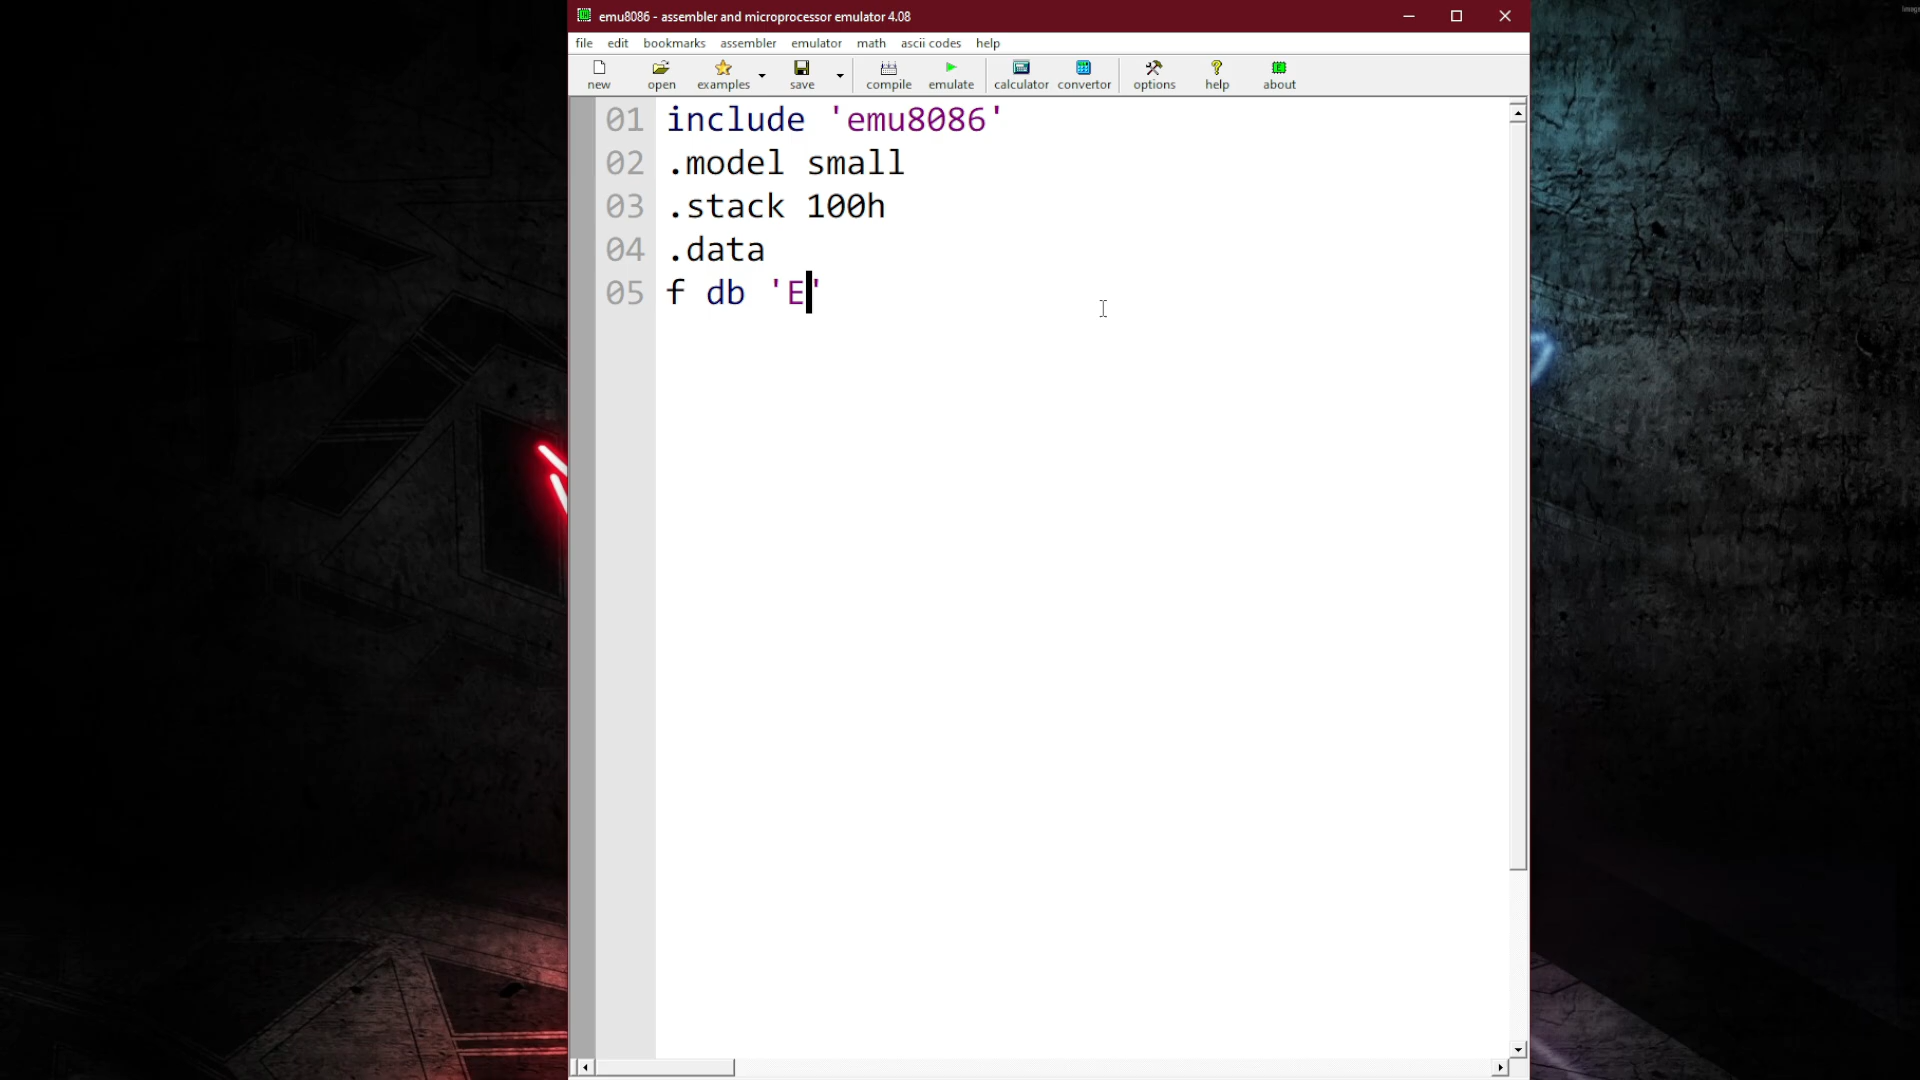 emu8086 - assembler and microprocessor emulator 4.08
file edit bookmarks assembler emulator math ascii codes help
new open examples save compile emulate calculator convertor options help about
01 include 'emu8086'
02 .model small
03 .stack 100h
04 .data
05 f db 'E'